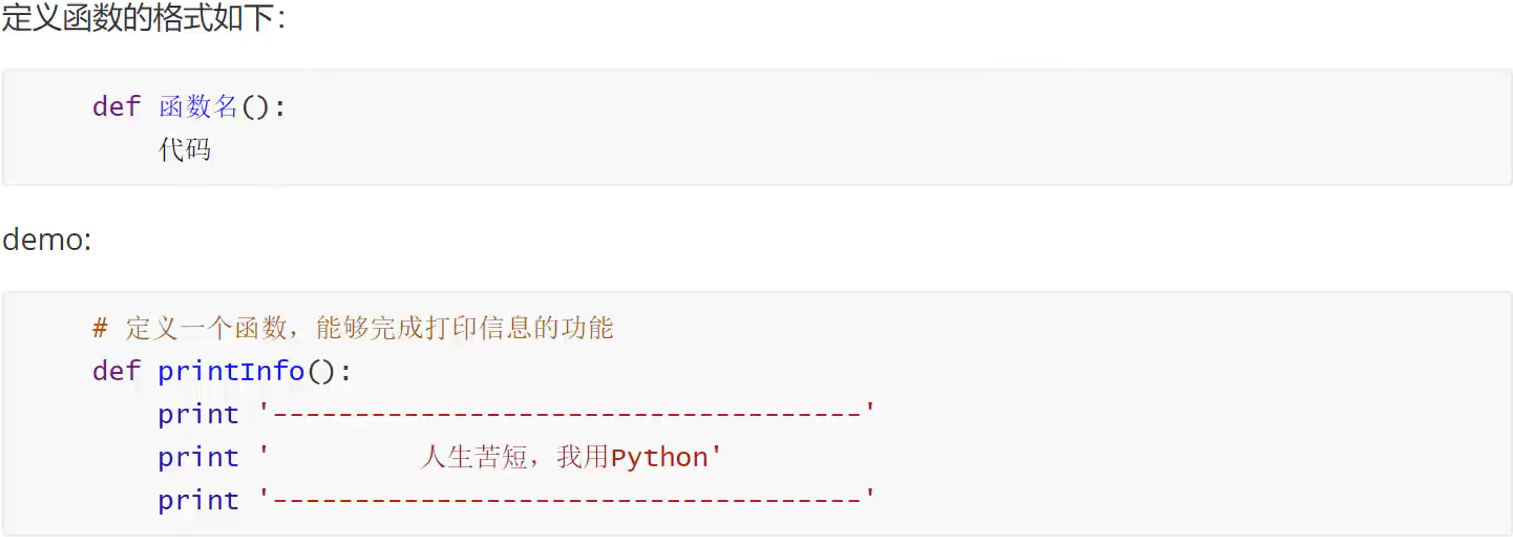 定义函数的格式如下：
def 函数名():
代码
demo:
# 定义一个函数，能够完成打印信息的功能
def printInfo():
print '------------------------------------'
print '         人生苦短，我用Python'
print '------------------------------------'